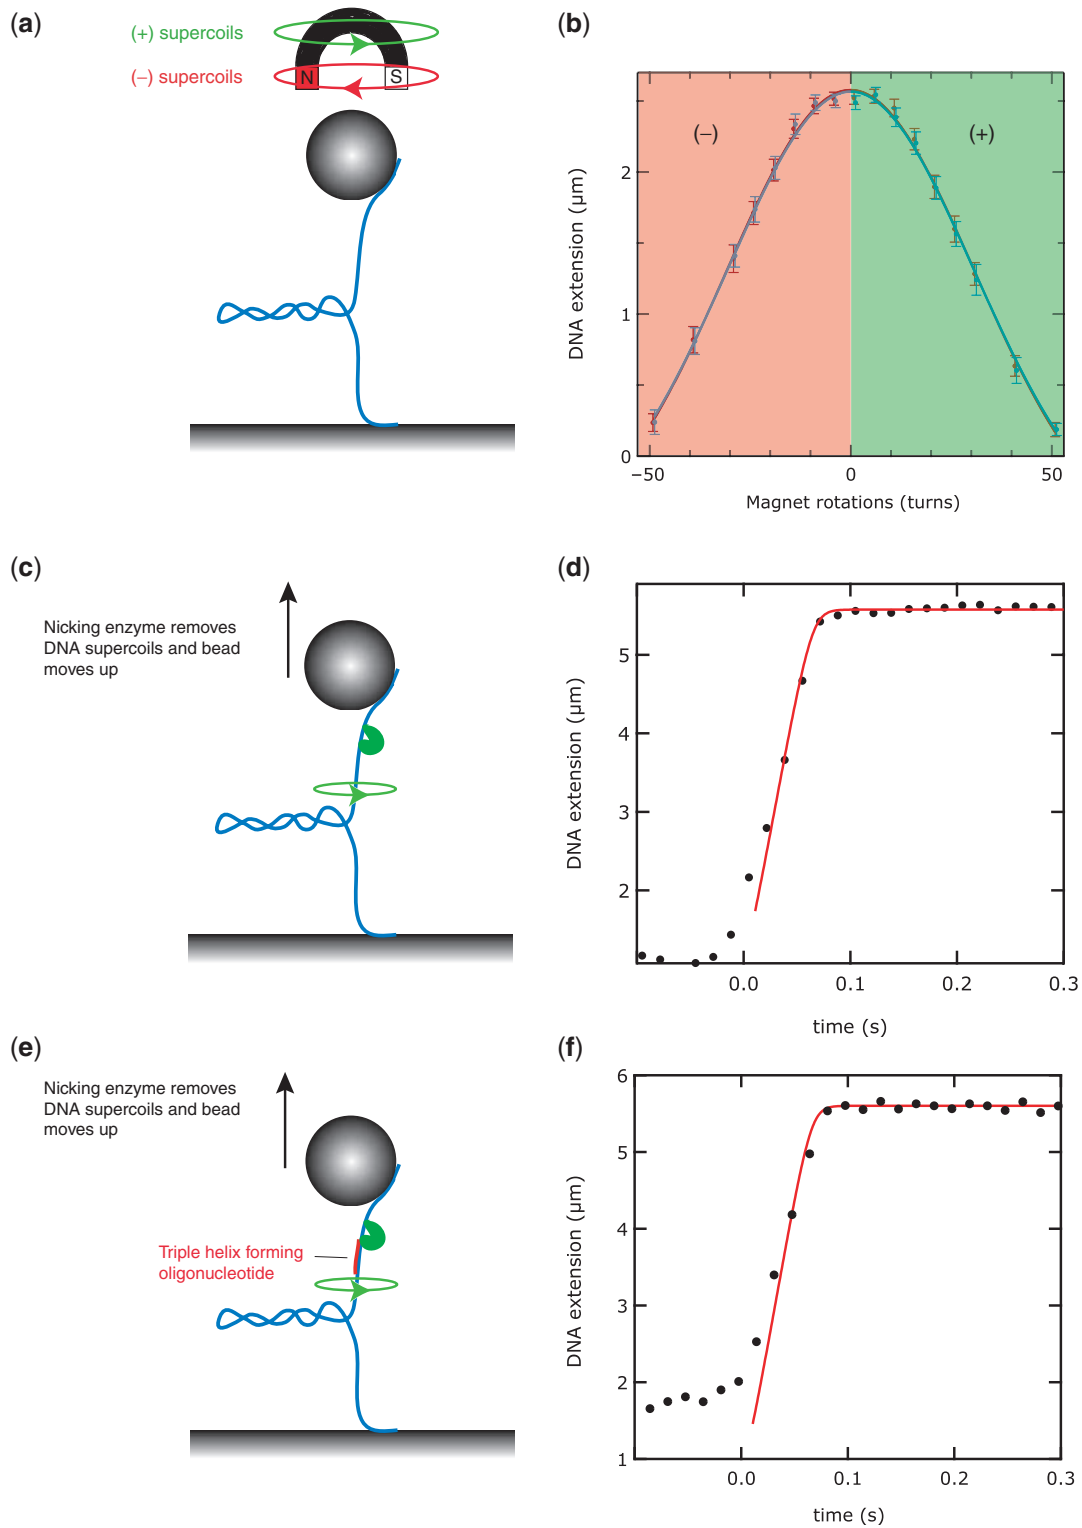 (a)
(+) supercoils
(−) supercoils
N
S
(b)
(−)
(+)
2
1
0
DNA extension (μm)
−50
0
50
Magnet rotations (turns)
(c)
Nicking enzyme removes
DNA supercoils and bead
moves up
(d)
5
4
3
2
DNA extension (μm)
0.0
0.1
0.2
0.3
time (s)
(e)
Nicking enzyme removes
DNA supercoils and bead
moves up
Triple helix forming
oligonucleotide
(f)
6
5
4
3
2
1
DNA extension (μm)
0.0
0.1
0.2
0.3
time (s)